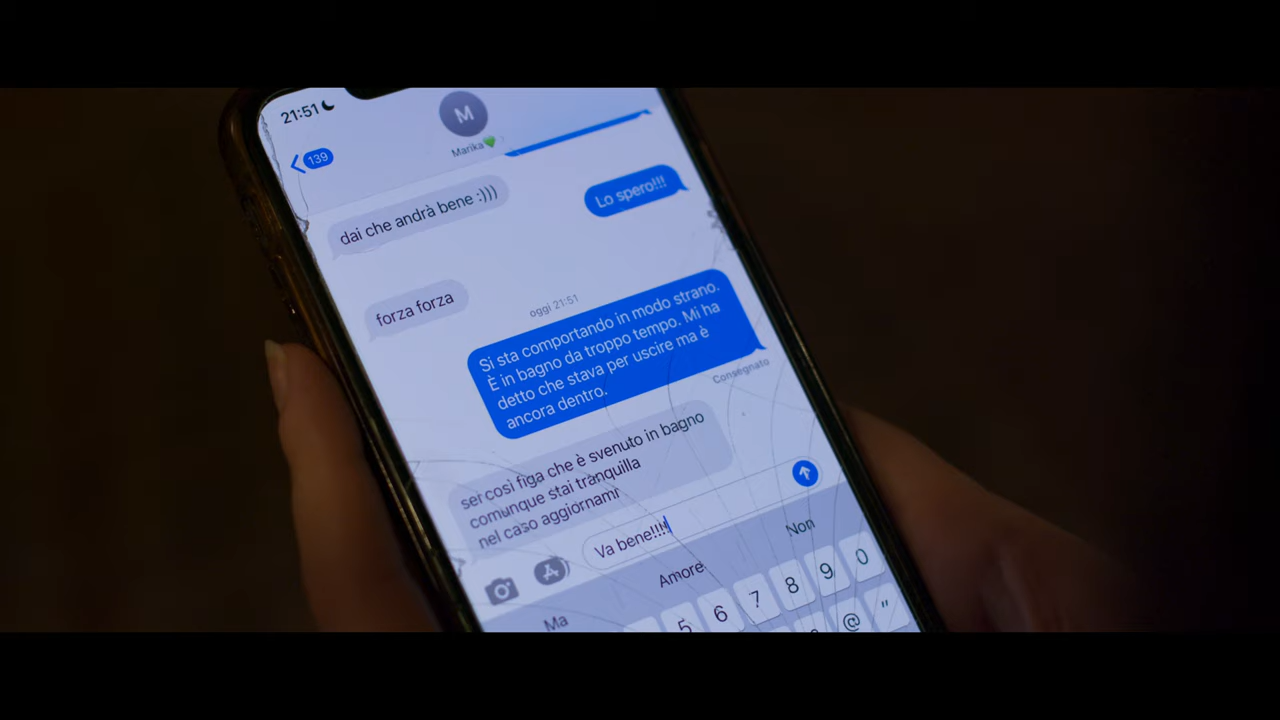 21:51
139
M
Marika💚
dai che andrà bene :)))
Lo spero!!!
forza forza
oggi 21:51
Si sta comportando in modo strano.
È in bagno da troppo tempo. Mi ha
detto che stava per uscire ma è
ancora dentro.
Consegnato
sei così figa che è svenuto in bagno
comunque stai tranquilla
nel caso aggiornami
Va bene!!!!
Ma
Amore
Non
5 6 7 8 9 0
@ "